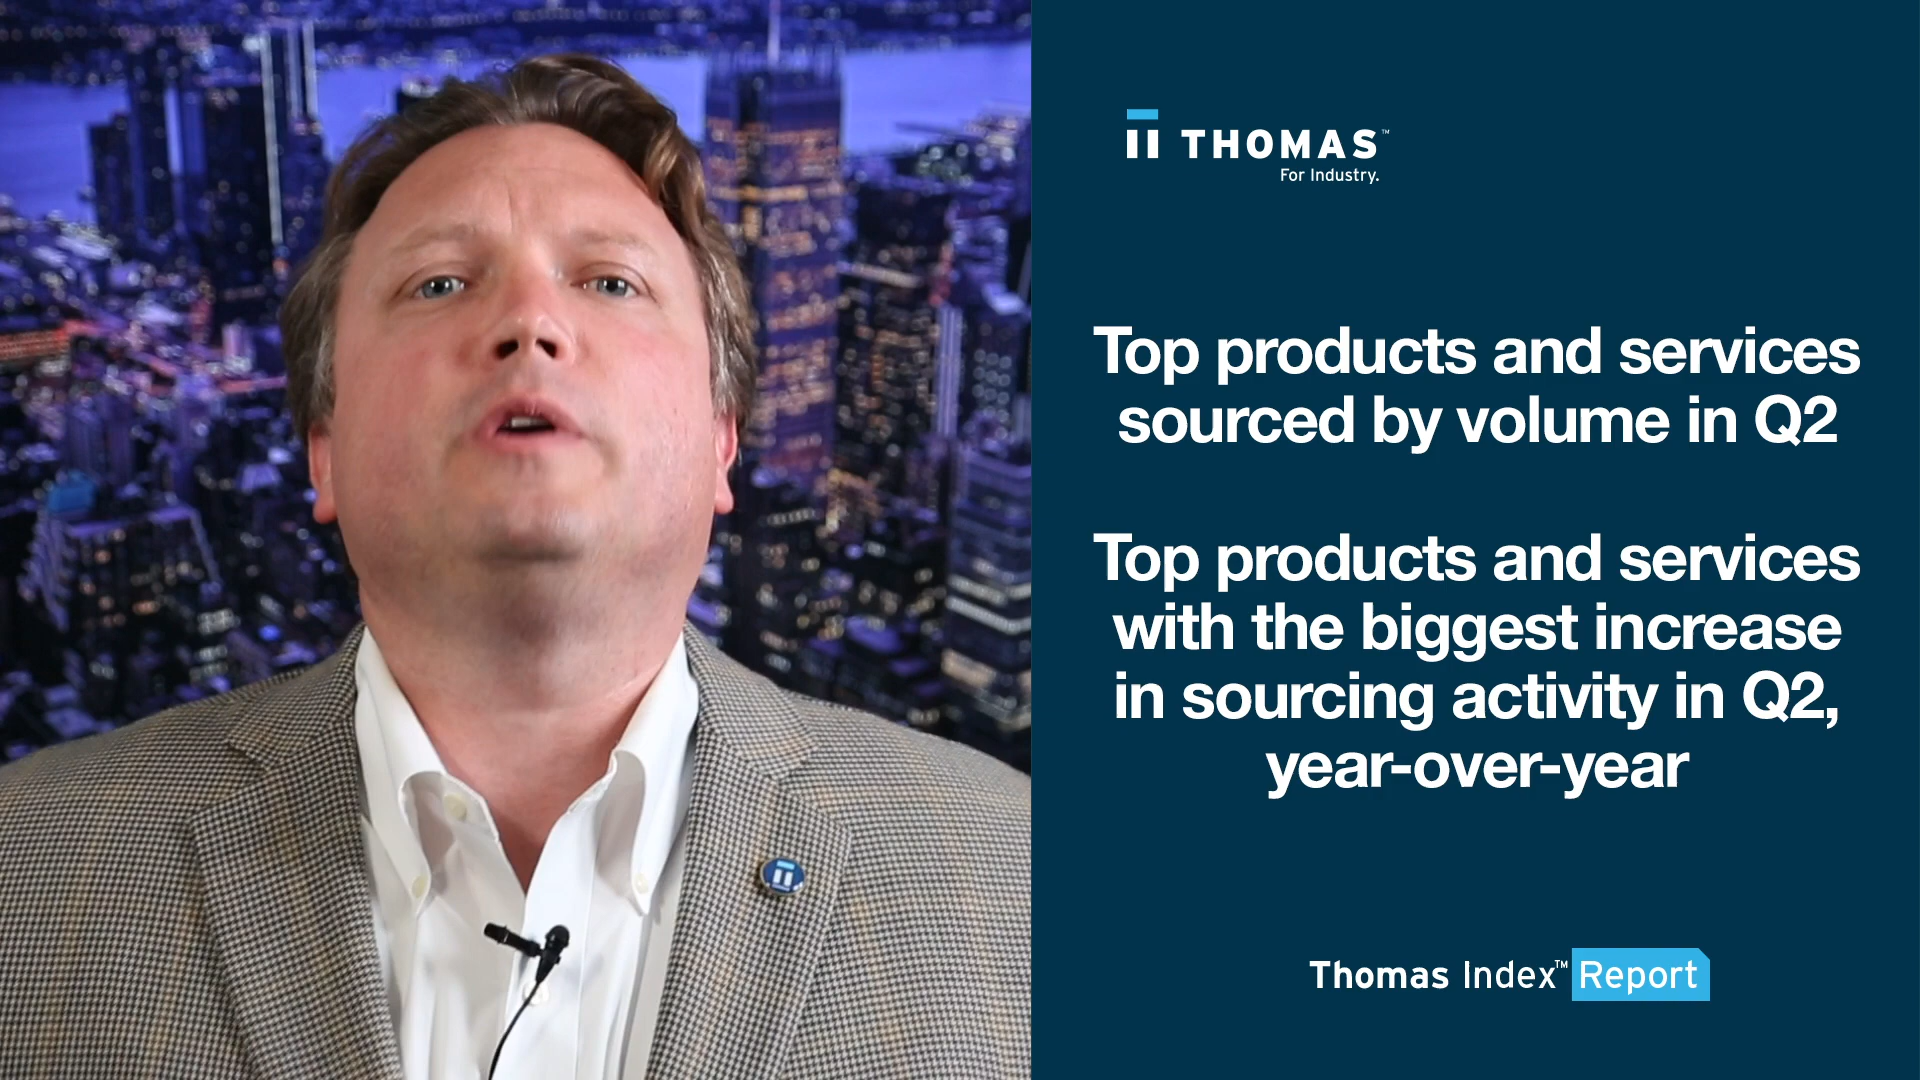 THOMAS™
For Industry.
Top products and services
sourced by volume in Q2
Top products and services
with the biggest increase
in sourcing activity in Q2,
year-over-year
Thomas Index™ Report